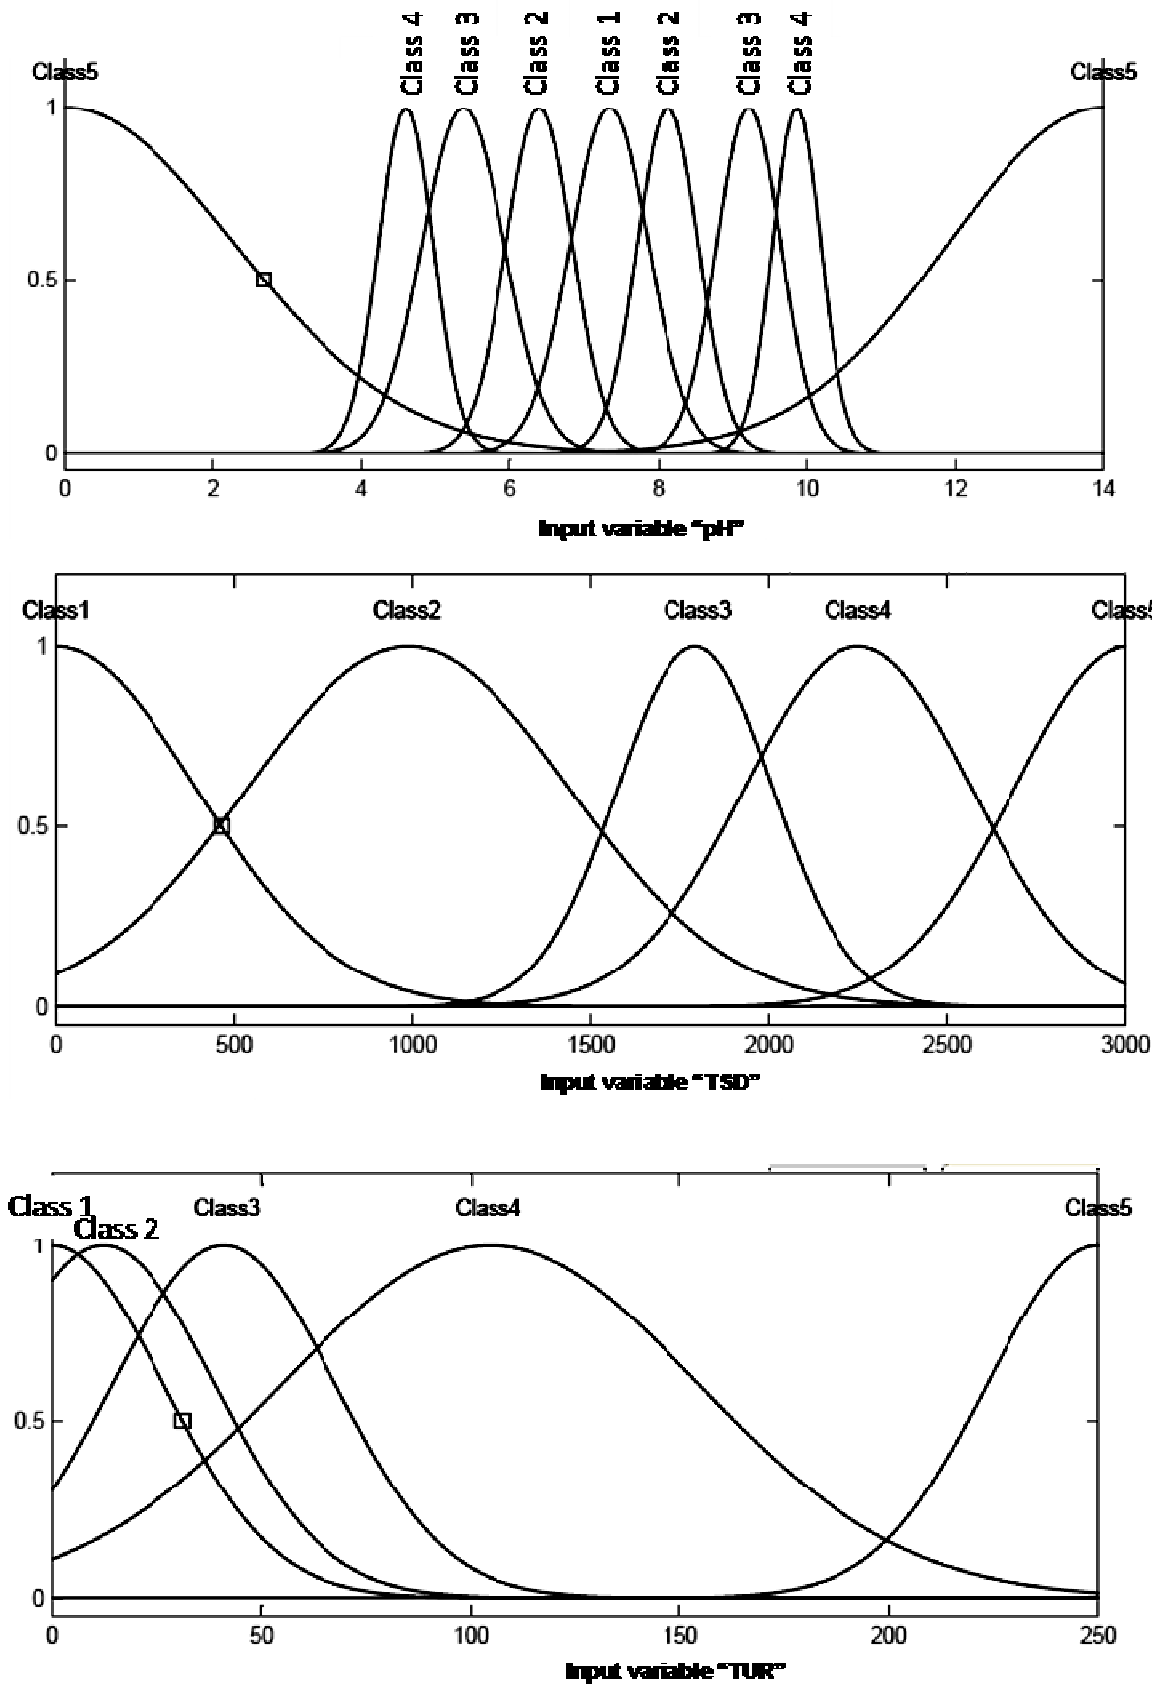 Class5 Class 4 Class 3 Class 2 Class 1 Class 2 Class 3 Class 4 Class5
1
0.5
0
0 2 4 6 8 10 12 14
Input variable “pH”
Class1 Class2 Class3 Class4 Class5
1
0.5
0
0 500 1000 1500 2000 2500 3000
Input variable “TSD”
Class 1 Class 2 Class3 Class4 Class5
1
0.5
0
0 50 100 150 200 250
Input variable “TUR”